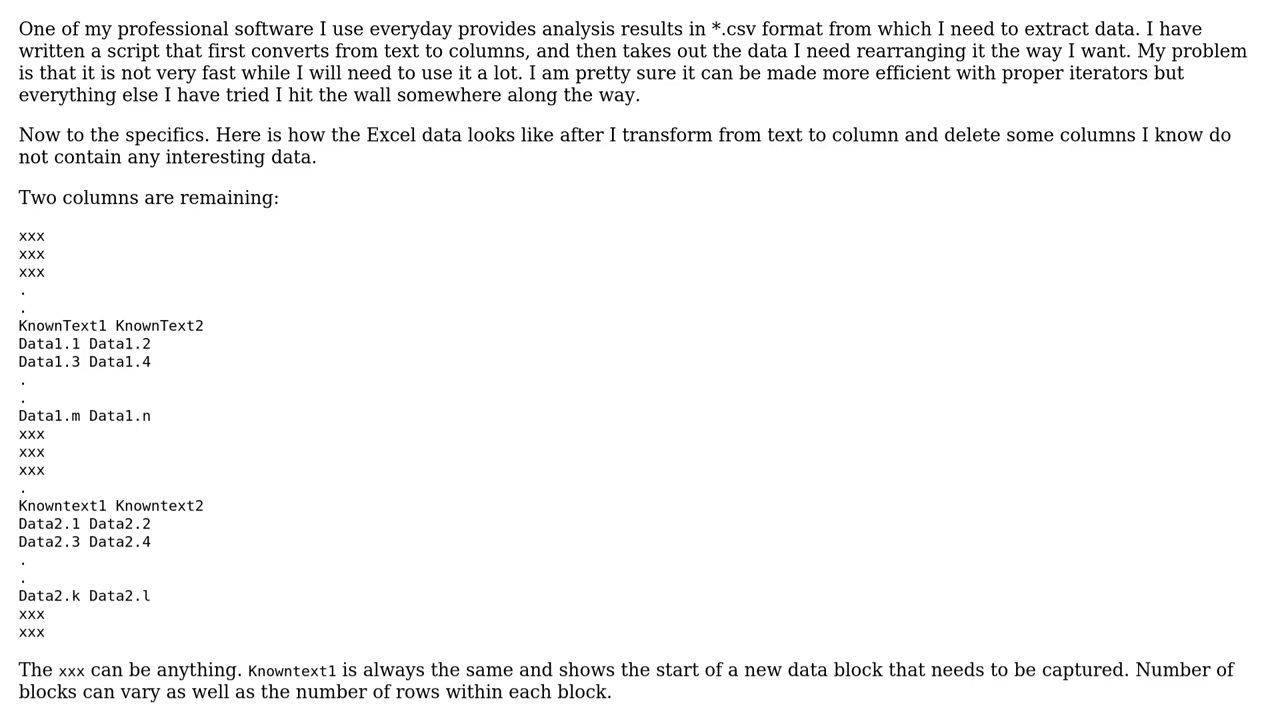 One of my professional software I use everyday provides analysis results in *.csv format from which I need to extract data. I have
written a script that first converts from text to columns, and then takes out the data I need rearranging it the way I want. My problem
is that it is not very fast while I will need to use it a lot. I am pretty sure it can be made more efficient with proper iterators but
everything else I have tried I hit the wall somewhere along the way.
Now to the specifics. Here is how the Excel data looks like after I transform from text to column and delete some columns I know do
not contain any interesting data.
Two columns are remaining:
xxx
xxx
xxx
.
.
KnownText1 KnownText2
Data1.1 Data1.2
Data1.3 Data1.4
.
.
Data1.m Data1.n
xxx
xxx
xxx
.
Knowntext1 Knowntext2
Data2.1 Data2.2
Data2.3 Data2.4
.
.
Data2.k Data2.l
xxx
xxx
The xxx can be anything. Knowntext1 is always the same and shows the start of a new data block that needs to be captured. Number of
blocks can vary as well as the number of rows within each block.